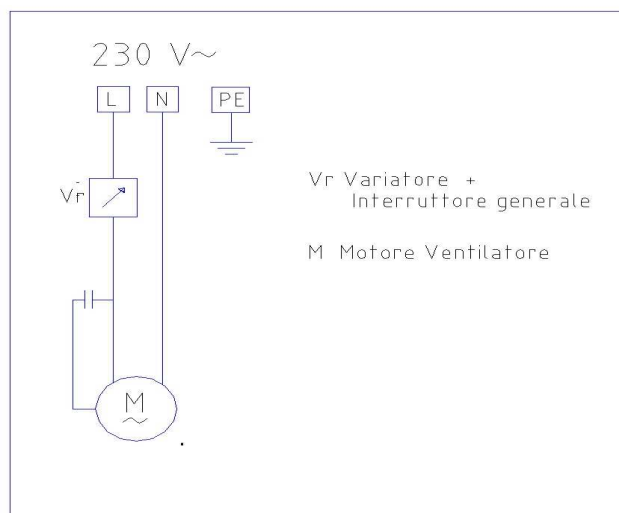 230 V~
L N PE
Vr
Vr Variatore +
Interruttore generale
M Motore Ventilatore
M
~